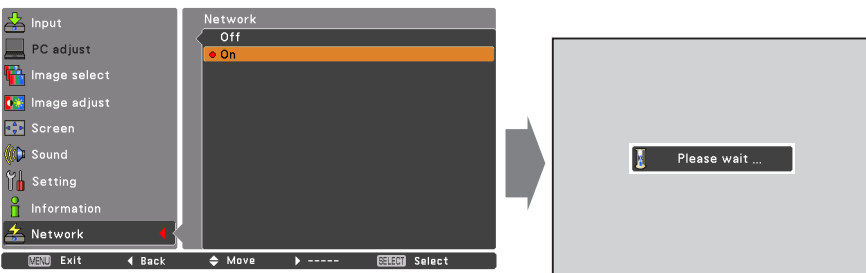 Input
PC adjust
Image select
Image adjust
Screen
Sound
Setting
Information
Network
Network
Off
On
MENU Exit Back Move ----- SELECT Select
Please wait ...